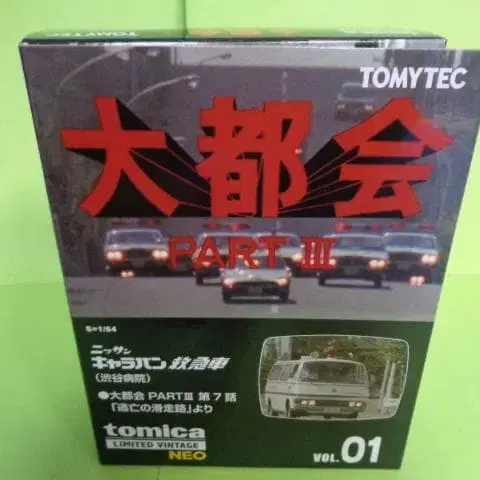 TOMYTEC
大都会
PART III
S=1/64
ニッサン
キャラバン 救急車
(渋谷病院)
●大都会 PARTIII 第7話
「逃亡の滑走路」より
tomica
LIMITED VINTAGE
NEO
VOL.01